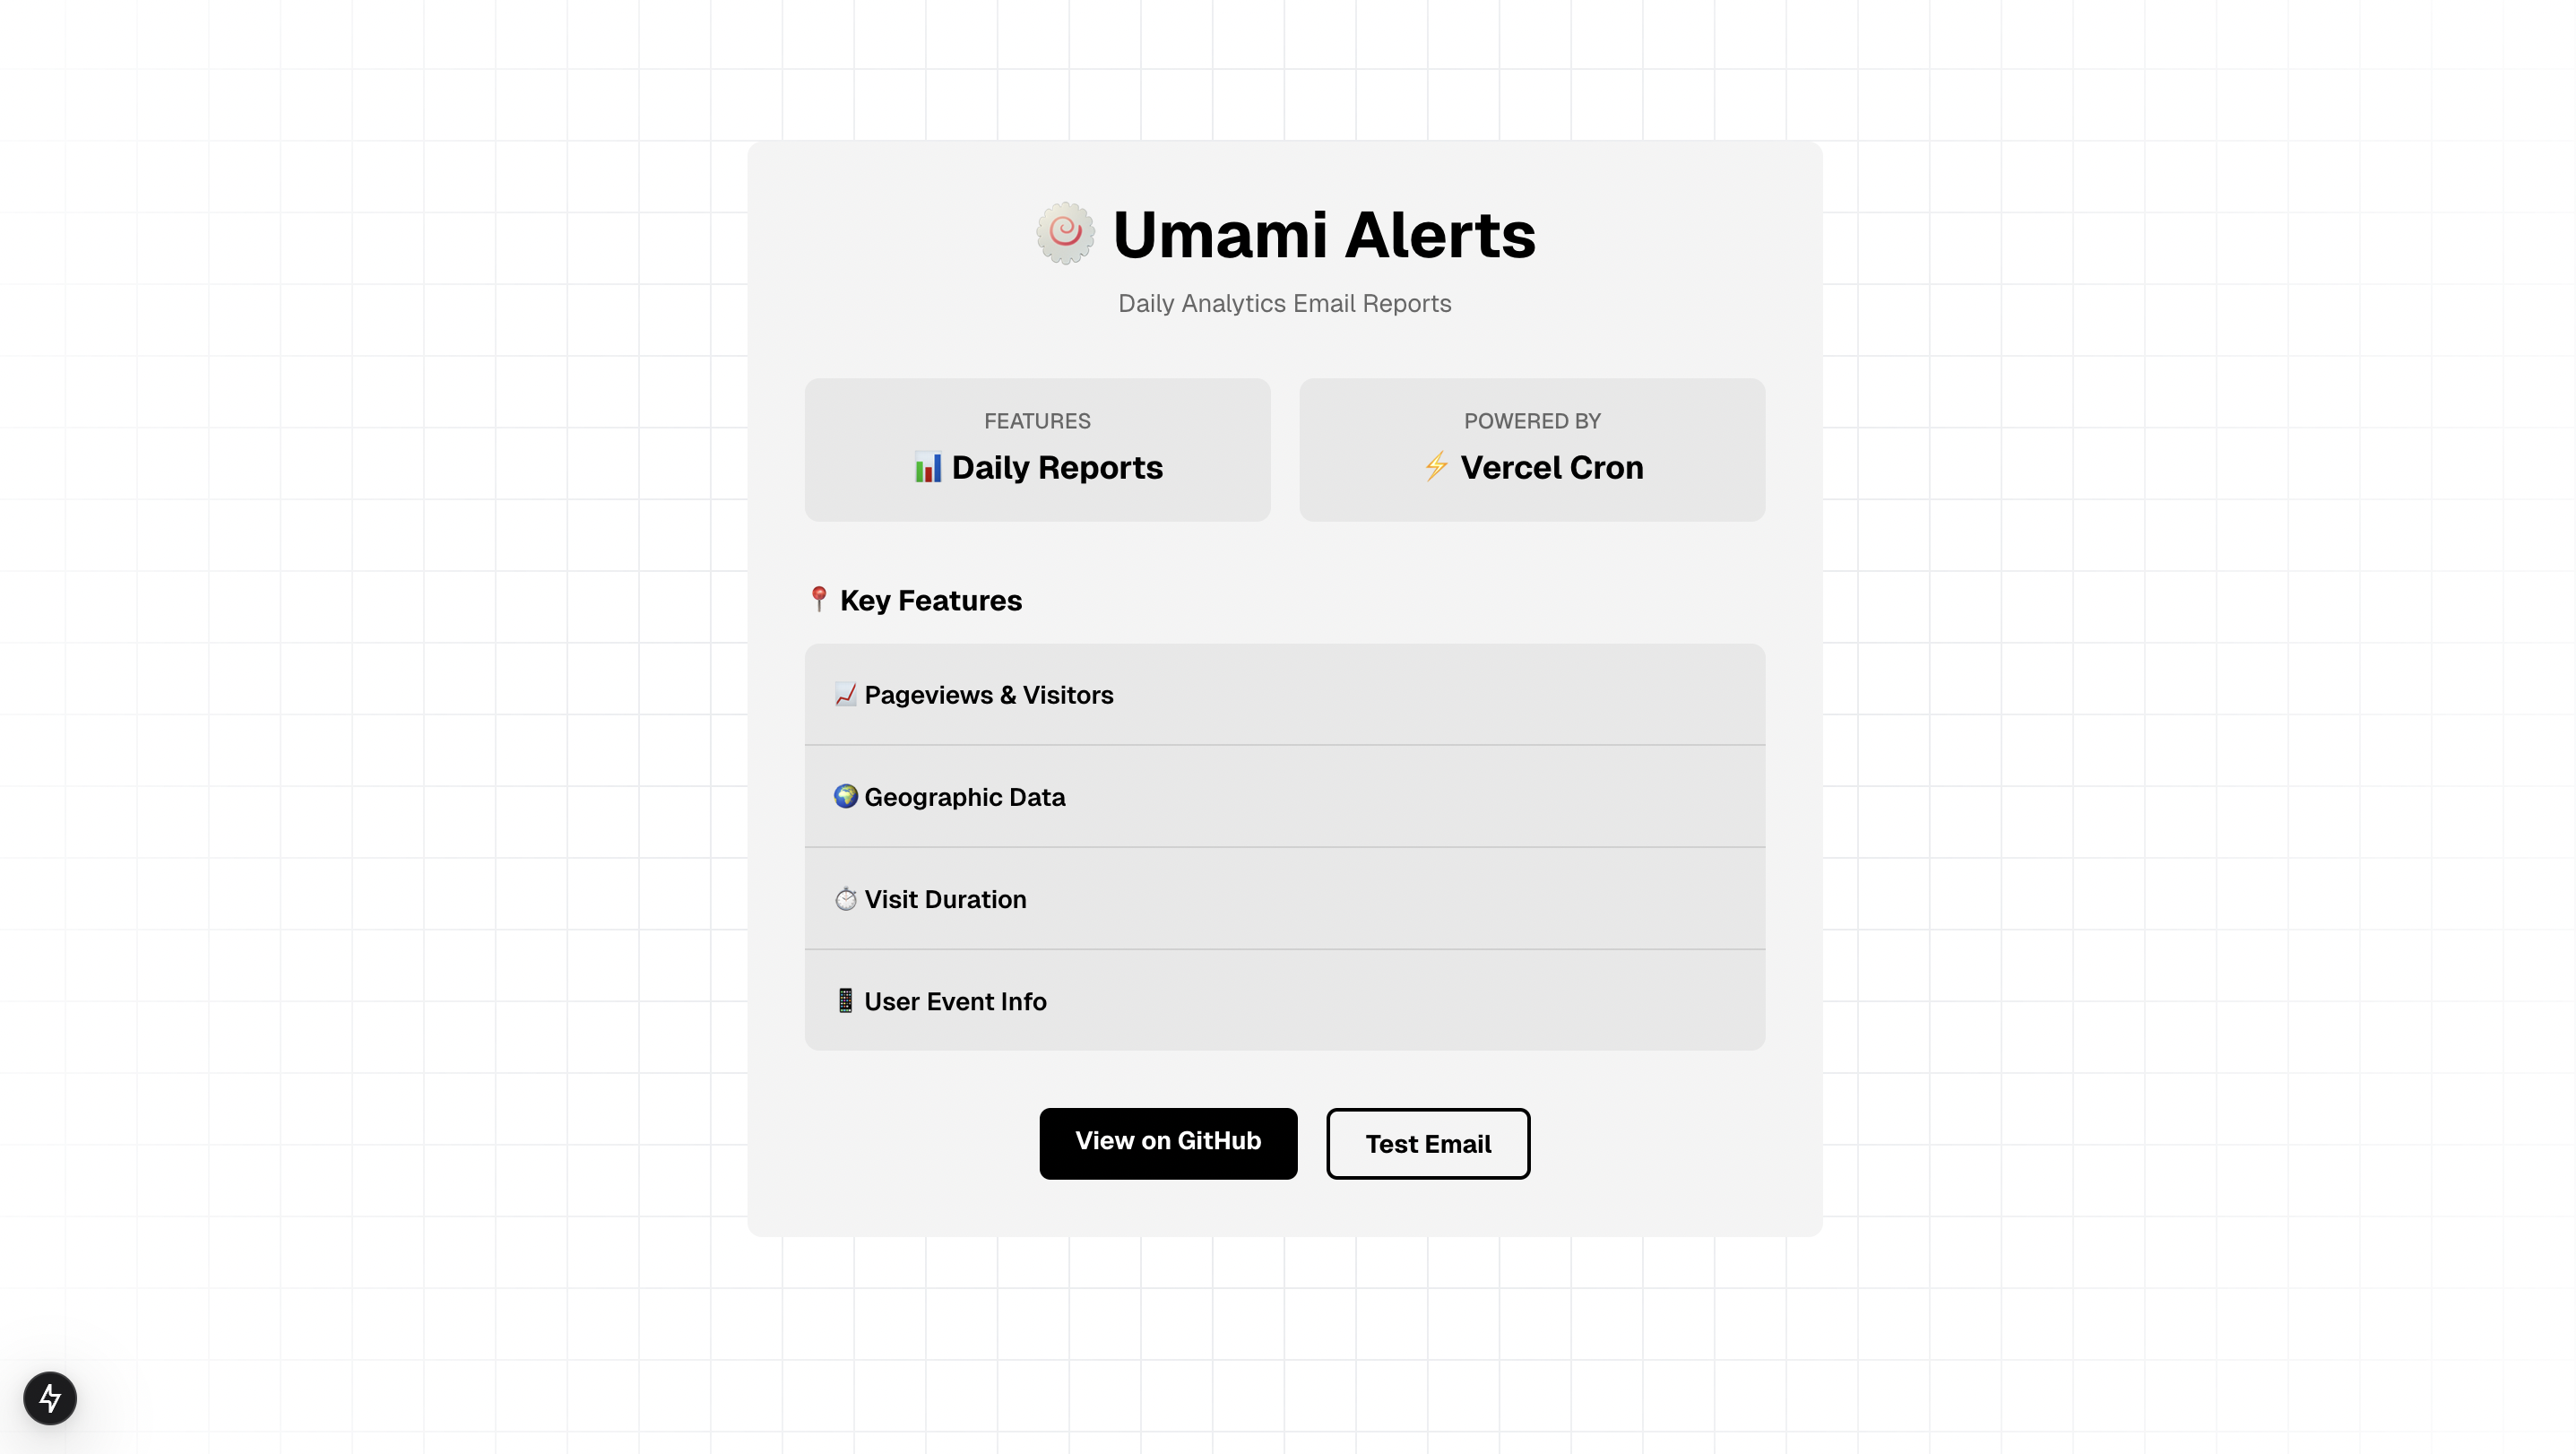 🍥 Umami Alerts
Daily Analytics Email Reports
FEATURES
📊 Daily Reports
POWERED BY
⚡ Vercel Cron
📍 Key Features
📈 Pageviews & Visitors
🌍 Geographic Data
⏱️ Visit Duration
📱 User Event Info
View on GitHub
Test Email